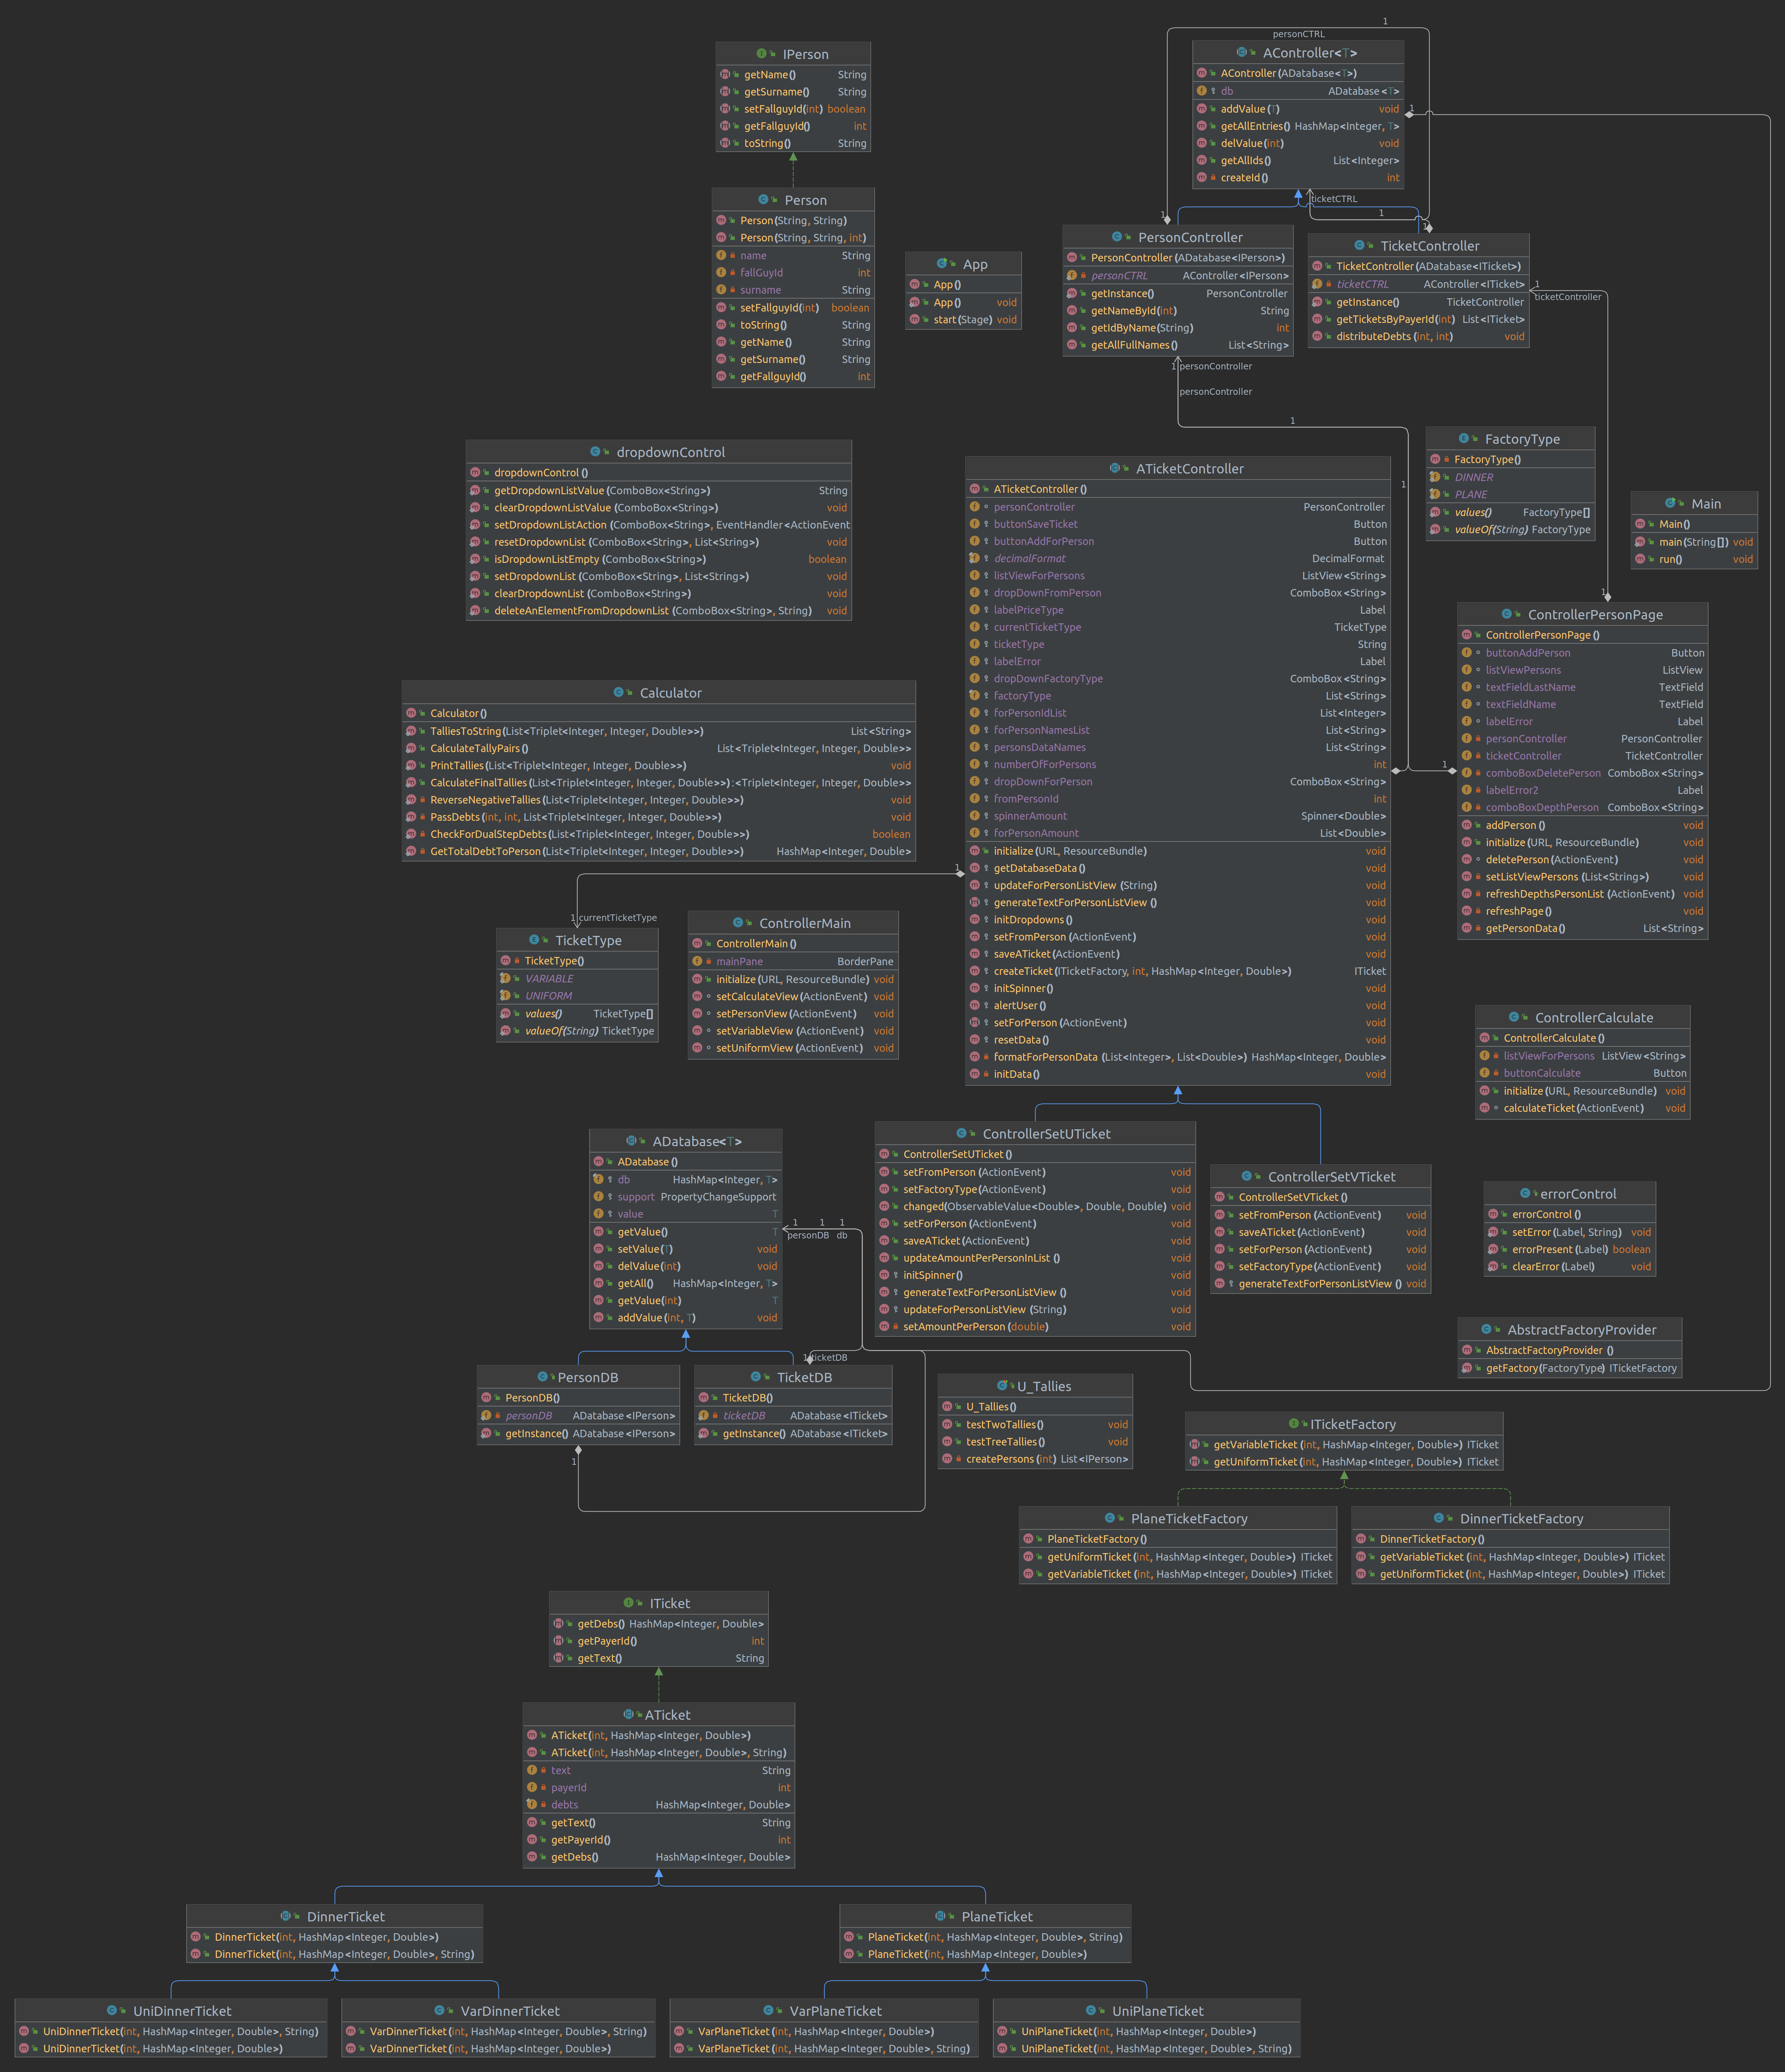 IPerson
getName() String
getSurname() String
setFallguyId(int) boolean
getFallguyId() int
toString() String
Person
Person(String, String)
Person(String, String, int)
name String
fallGuyId int
surname String
setFallguyId(int) boolean
toString() String
getName() String
getSurname() String
getFallguyId() int
1
personCTRL
AController<T>
AController(ADatabase<T>)
db ADatabase<T>
addValue(T) void
getAllEntries() HashMap<Integer, T>
delValue(int) void
getAllIds() List<Integer>
createId() int
1
ticketCTRL
1
1
1
PersonController
PersonController(ADatabase<IPerson>)
personCTRL AController<IPerson>
getInstance() PersonController
getNameById(int) String
getIdByName(String) int
getAllFullNames() List<String>
TicketController
TicketController(ADatabase<ITicket>)
ticketCTRL AController<ITicket>
getInstance() TicketController
getTicketsByPayerId(int) List<ITicket>
distributeDebts(int, int) void
1
ticketController
App
App()
App() void
start(Stage) void
1 personController
personController
1
1
dropdownControl
dropdownControl()
getDropdownListValue(ComboBox<String>) String
clearDropdownListValue(ComboBox<String>) void
setDropdownListAction(ComboBox<String>, EventHandler<ActionEvent
resetDropdownList(ComboBox<String>, List<String>) void
isDropdownListEmpty(ComboBox<String>) boolean
setDropdownList(ComboBox<String>, List<String>) void
clearDropdownList(ComboBox<String>) void
deleteAnElementFromDropdownList(ComboBox<String>, String) void
FactoryType
FactoryType()
DINNER
PLANE
values() FactoryType[]
valueOf(String) FactoryType
Main
Main()
main(String[]) void
run() void
ATicketController
ATicketController()
personController PersonController
buttonSaveTicket Button
buttonAddForPerson Button
decimalFormat DecimalFormat
listViewForPersons ListView<String>
dropDownFromPerson ComboBox<String>
labelPriceType Label
currentTicketType TicketType
ticketType String
labelError Label
dropDownFactoryType ComboBox<String>
factoryType List<String>
forPersonIdList List<Integer>
forPersonNamesList List<String>
personsDataNames List<String>
numberOfForPersons int
dropDownForPerson ComboBox<String>
fromPersonId int
spinnerAmount Spinner<Double>
forPersonAmount List<Double>
initialize(URL, ResourceBundle) void
getDatabaseData() void
updateForPersonListView(String) void
generateTextForPersonListView() void
initDropdowns() void
setFromPerson(ActionEvent) void
saveATicket(ActionEvent) void
createTicket(ITicketFactory, int, HashMap<Integer, Double>) ITicket
initSpinner() void
alertUser() void
setForPerson(ActionEvent) void
resetData() void
formatForPersonData(List<Integer>, List<Double>) HashMap<Integer, Double>
initData() void
1
1
ControllerPersonPage
ControllerPersonPage()
buttonAddPerson Button
listViewPersons ListView
textFieldLastName TextField
textFieldName TextField
labelError Label
personController PersonController
ticketController TicketController
comboBoxDeletePerson ComboBox<String>
labelError2 Label
comboBoxDepthPerson ComboBox<String>
addPerson() void
initialize(URL, ResourceBundle) void
deletePerson(ActionEvent) void
setListViewPersons(List<String>) void
refreshDepthsPersonList(ActionEvent) void
refreshPage() void
getPersonData() List<String>
Calculator
Calculator()
TalliesToString(List<Triplet<Integer, Integer, Double>>) List<String>
CalculateTallyPairs() List<Triplet<Integer, Integer, Double>>
PrintTallies(List<Triplet<Integer, Integer, Double>>) void
CalculateFinalTallies(List<Triplet<Integer, Integer, Double>>):<Triplet<Integer, Integer, Double>>
ReverseNegativeTallies(List<Triplet<Integer, Integer, Double>>) void
PassDebts(int, int, List<Triplet<Integer, Integer, Double>>) void
CheckForDualStepDebts(List<Triplet<Integer, Integer, Double>>) boolean
GetTotalDebtToPerson(List<Triplet<Integer, Integer, Double>>) HashMap<Integer, Double>
1
1 currentTicketType
TicketType
TicketType()
VARIABLE
UNIFORM
values() TicketType[]
valueOf(String) TicketType
ControllerMain
ControllerMain()
mainPane BorderPane
initialize(URL, ResourceBundle) void
setCalculateView(ActionEvent) void
setPersonView(ActionEvent) void
setVariableView(ActionEvent) void
setUniformView(ActionEvent) void
ControllerCalculate
ControllerCalculate()
listViewForPersons ListView<String>
buttonCalculate Button
initialize(URL, ResourceBundle) void
calculateTicket(ActionEvent) void
ADatabase<T>
ADatabase()
db HashMap<Integer, T>
support PropertyChangeSupport
value T
getValue() T
setValue(T) void
delValue(int) void
getAll() HashMap<Integer, T>
getValue(int) T
addValue(int, T) void
1 1 1
personDB db
ControllerSetUTicket
ControllerSetUTicket()
setFromPerson(ActionEvent) void
setFactoryType(ActionEvent) void
changed(ObservableValue<Double>, Double, Double) void
setForPerson(ActionEvent) void
saveATicket(ActionEvent) void
updateAmountPerPersonInList() void
initSpinner() void
generateTextForPersonListView() void
updateForPersonListView(String) void
setAmountPerPerson(double) void
ControllerSetVTicket
ControllerSetVTicket()
setFromPerson(ActionEvent) void
saveATicket(ActionEvent) void
setForPerson(ActionEvent) void
setFactoryType(ActionEvent) void
generateTextForPersonListView() void
errorControl
errorControl()
setError(Label, String) void
errorPresent(Label) boolean
clearError(Label) void
AbstractFactoryProvider
AbstractFactoryProvider()
getFactory(FactoryType) ITicketFactory
1 ticketDB
PersonDB
PersonDB()
personDB ADatabase<IPerson>
getInstance() ADatabase<IPerson>
1
TicketDB
TicketDB()
ticketDB ADatabase<ITicket>
getInstance() ADatabase<ITicket>
U_Tallies
U_Tallies()
testTwoTallies() void
testTreeTallies() void
createPersons(int) List<IPerson>
ITicketFactory
getVariableTicket(int, HashMap<Integer, Double>) ITicket
getUniformTicket(int, HashMap<Integer, Double>) ITicket
PlaneTicketFactory
PlaneTicketFactory()
getUniformTicket(int, HashMap<Integer, Double>) ITicket
getVariableTicket(int, HashMap<Integer, Double>) ITicket
DinnerTicketFactory
DinnerTicketFactory()
getVariableTicket(int, HashMap<Integer, Double>) ITicket
getUniformTicket(int, HashMap<Integer, Double>) ITicket
ITicket
getDebs() HashMap<Integer, Double>
getPayerId() int
getText() String
ATicket
ATicket(int, HashMap<Integer, Double>)
ATicket(int, HashMap<Integer, Double>, String)
text String
payerId int
debts HashMap<Integer, Double>
getText() String
getPayerId() int
getDebs() HashMap<Integer, Double>
DinnerTicket
DinnerTicket(int, HashMap<Integer, Double>)
DinnerTicket(int, HashMap<Integer, Double>, String)
PlaneTicket
PlaneTicket(int, HashMap<Integer, Double>, String)
PlaneTicket(int, HashMap<Integer, Double>)
UniDinnerTicket
UniDinnerTicket(int, HashMap<Integer, Double>, String)
UniDinnerTicket(int, HashMap<Integer, Double>)
VarDinnerTicket
VarDinnerTicket(int, HashMap<Integer, Double>, String)
VarDinnerTicket(int, HashMap<Integer, Double>)
VarPlaneTicket
VarPlaneTicket(int, HashMap<Integer, Double>)
VarPlaneTicket(int, HashMap<Integer, Double>, String)
UniPlaneTicket
UniPlaneTicket(int, HashMap<Integer, Double>)
UniPlaneTicket(int, HashMap<Integer, Double>, String)